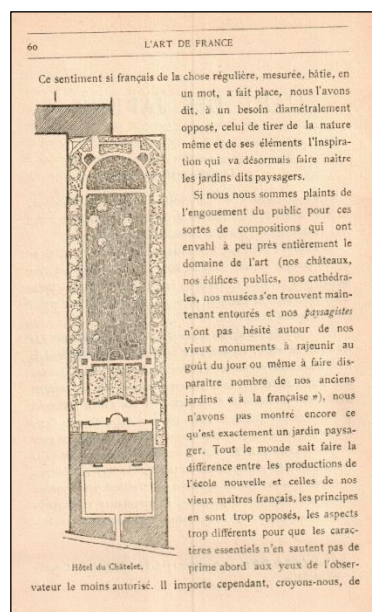 60
L'ART DE FRANCE
Ce sentiment si français de la chose régulière, mesurée, bâtie, en
un mot, a fait place, nous l'avons
dit, à un besoin diamétralement
opposé, celui de tirer de la nature
même et de ses éléments l'inspira-
tion qui va désormais faire naître
les jardins dits paysagers.
Si nous nous sommes plaints de
l'engouement du public pour ces
sortes de compositions qui ont
envahi à peu près entièrement le
domaine de l'art (nos châteaux,
nos édifices publics, nos cathédra-
les, nos musées s'en trouvent main-
tenant entourés et nos paysagistes
n'ont pas hésité autour de nos
vieux monuments à rajeunir au
goût du jour ou même à faire dis-
paraître nombre de nos anciens
jardins « à la française »), nous
n'avons pas montré encore ce
qu'est exactement un jardin paysa-
ger. Tout le monde sait faire la
différence entre les productions de
l'école nouvelle et celles de nos
vieux maîtres français, les principes
en sont trop opposés, les aspects
trop différents pour que les carac-
tères essentiels n'en sautent pas de
prime abord aux yeux de l'obser-
vateur le moins autorisé. Il importe cependant, croyons-nous, de
Hôtel du Châtelet.